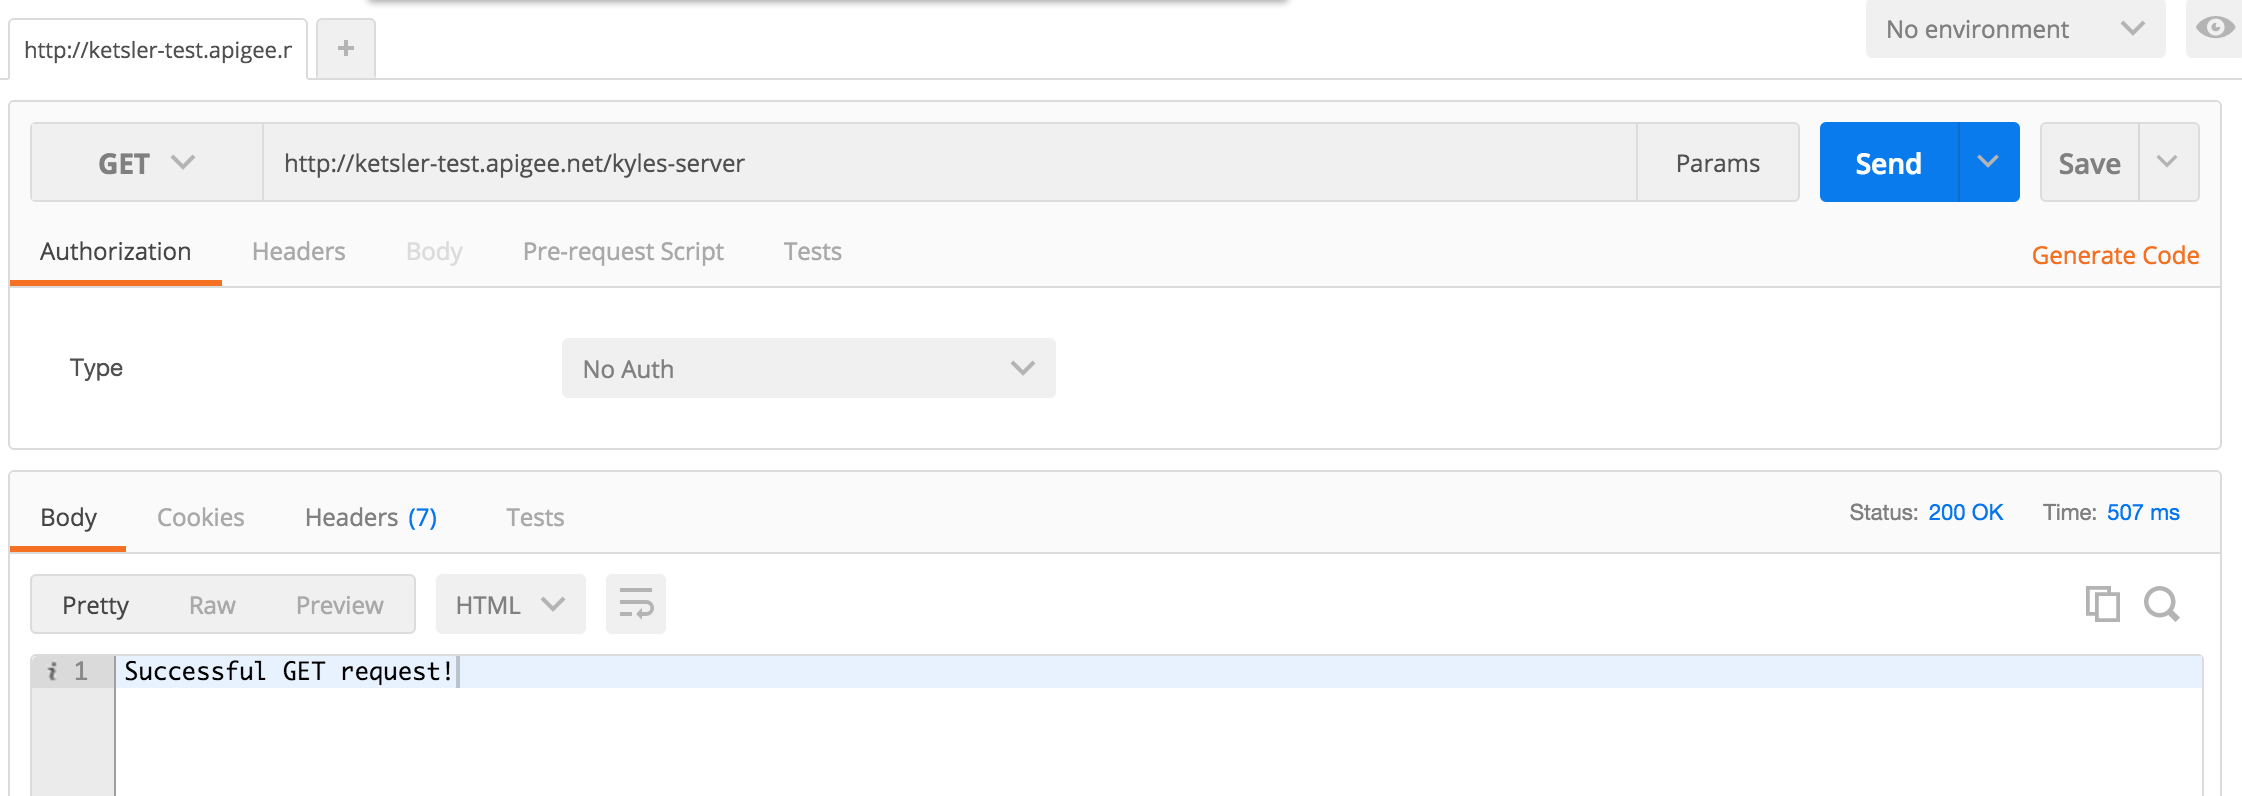 http://ketsler-test.apigee.r
+
No environment
GET
http://ketsler-test.apigee.net/kyles-server
Params
Send
Save
Authorization
Headers
Body
Pre-request Script
Tests
Generate Code
Type
No Auth
Body
Cookies
Headers (7)
Tests
Status: 200 OK
Time: 507 ms
Pretty
Raw
Preview
HTML
i 1 Successful GET request!